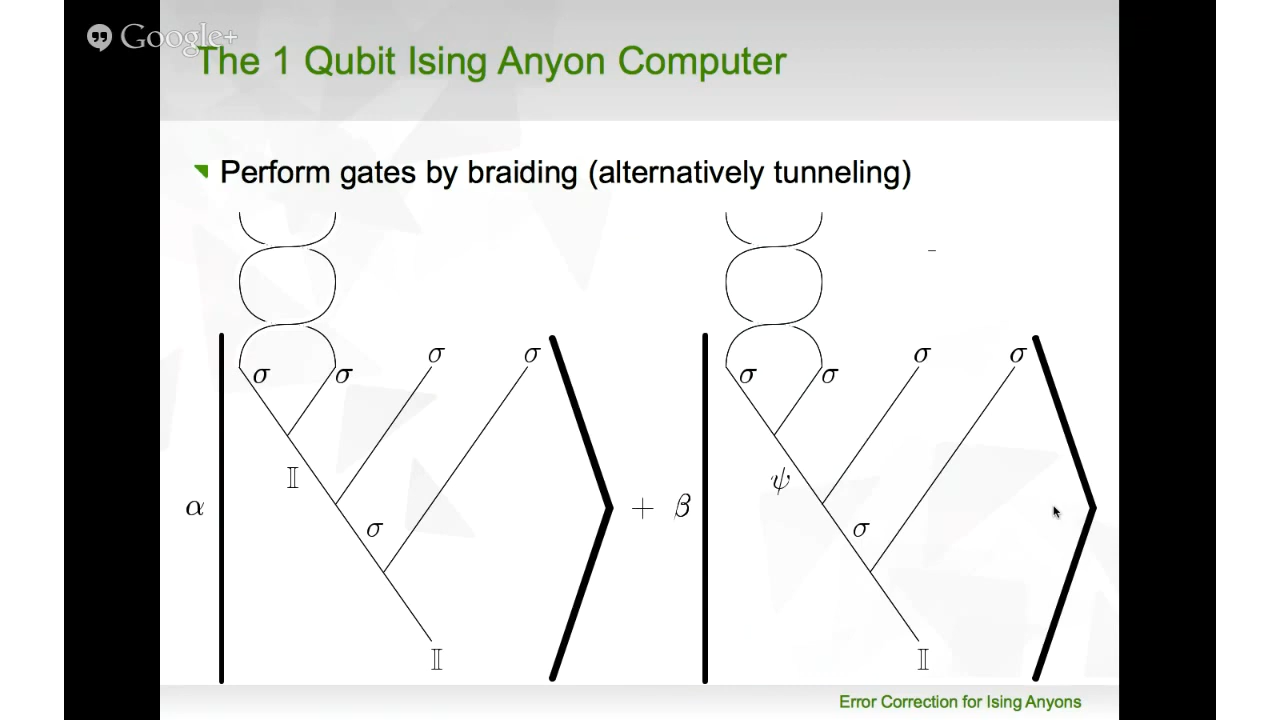 Google+
The 1 Qubit Ising Anyon Computer
Perform gates by braiding (alternatively tunneling)
σ σ σ σ
𝕀
σ
𝕀
α
+ β
σ σ σ σ
ψ
σ
𝕀
Error Correction for Ising Anyons